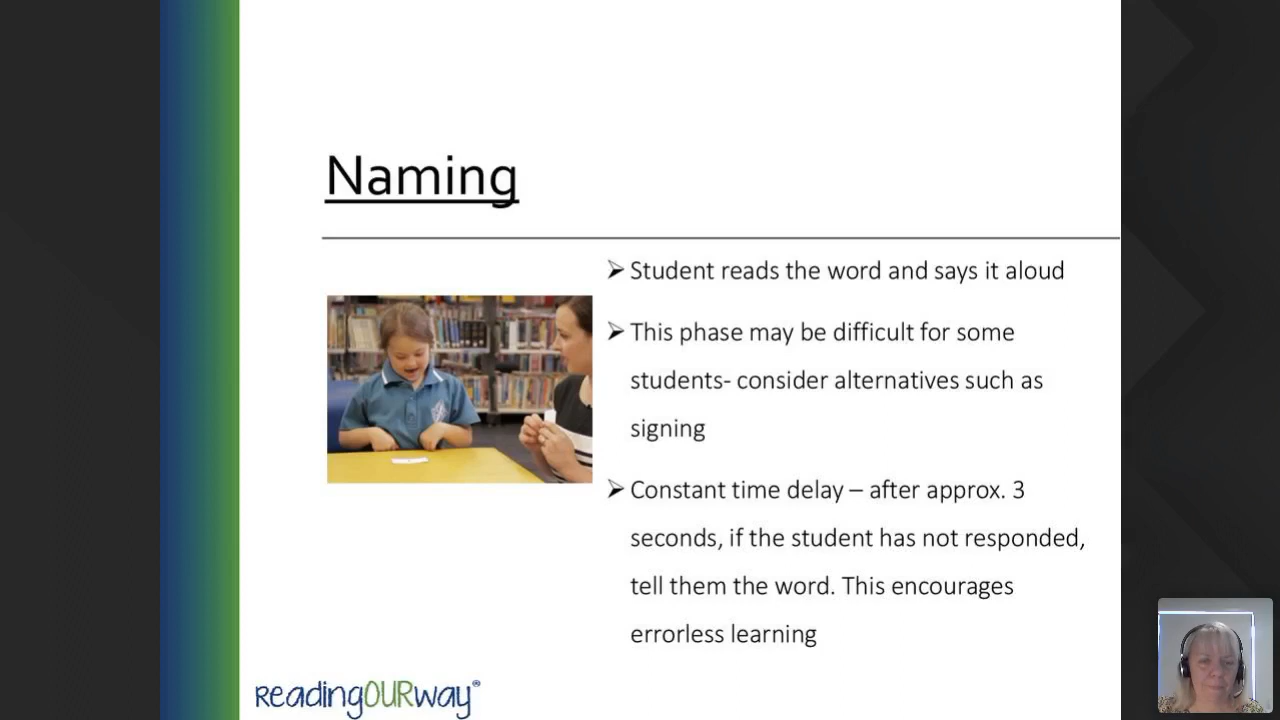 Naming
➢ Student reads the word and says it aloud
➢ This phase may be difficult for some
students- consider alternatives such as
signing
➢ Constant time delay – after approx. 3
seconds, if the student has not responded,
tell them the word. This encourages
errorless learning
readingOURway®